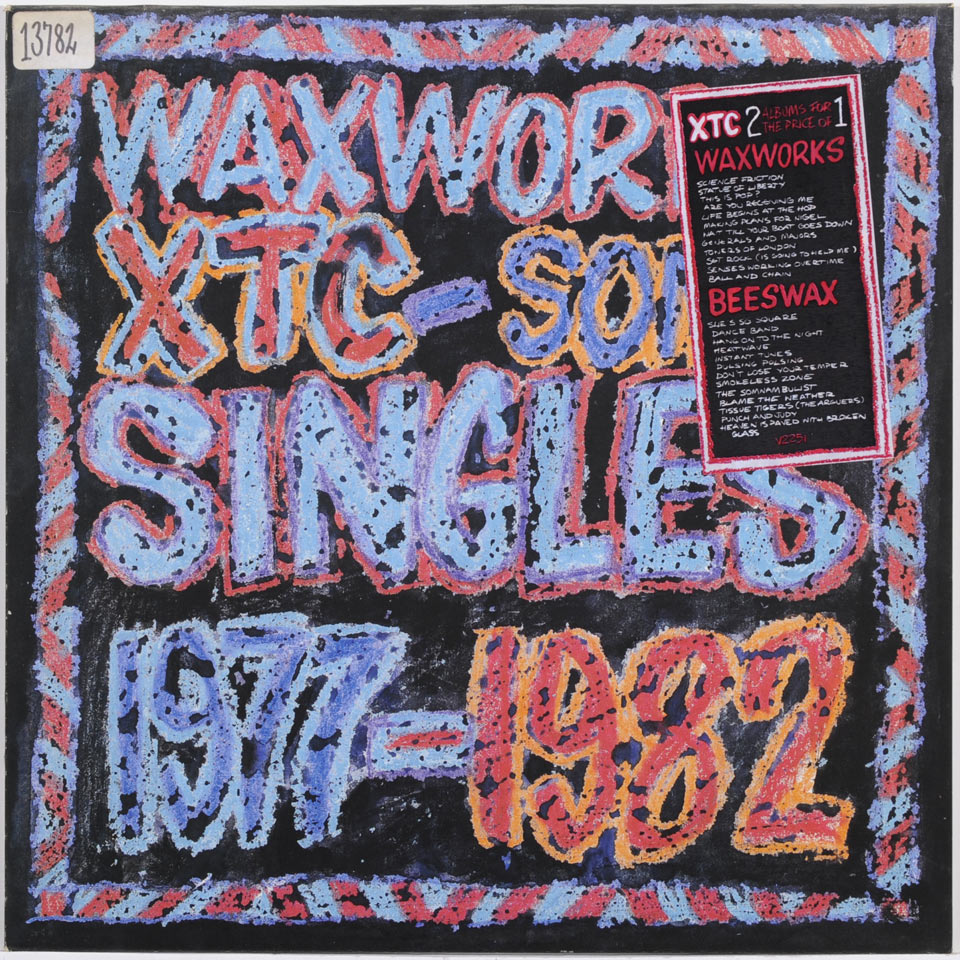 13782
WAXWOR
XTC - SOM
SINGLES
1977-1982
XTC 2 ALBUMS FOR THE PRICE OF 1
WAXWORKS
SCIENCE FRICTION
STATUE OF LIBERTY
THIS IS POP?
ARE YOU RECEIVING ME
LIFE BEGINS AT THE HOP
MAKING PLANS FOR NIGEL
WAIT TILL YOUR BOAT GOES DOWN
GENERALS AND MAJORS
TOWERS OF LONDON
SGT ROCK (IS GOING TO HELP ME)
SENSES WORKING OVERTIME
BALL AND CHAIN
BEESWAX
SHE'S SO SQUARE
DANCE BAND
HANG ON TO THE NIGHT
HEATWAVE
INSTANT TUNES
PULSING PULSING
DON'T LOSE YOUR TEMPER
SMOKELESS ZONE
THE SOMNAMBULIST
BLAME THE WEATHER
TISSUE TIGERS (THE ARGUERS)
PUNCH AND JUDY
HEAVEN IS PAVED WITH BROKEN
GLASS
V2251